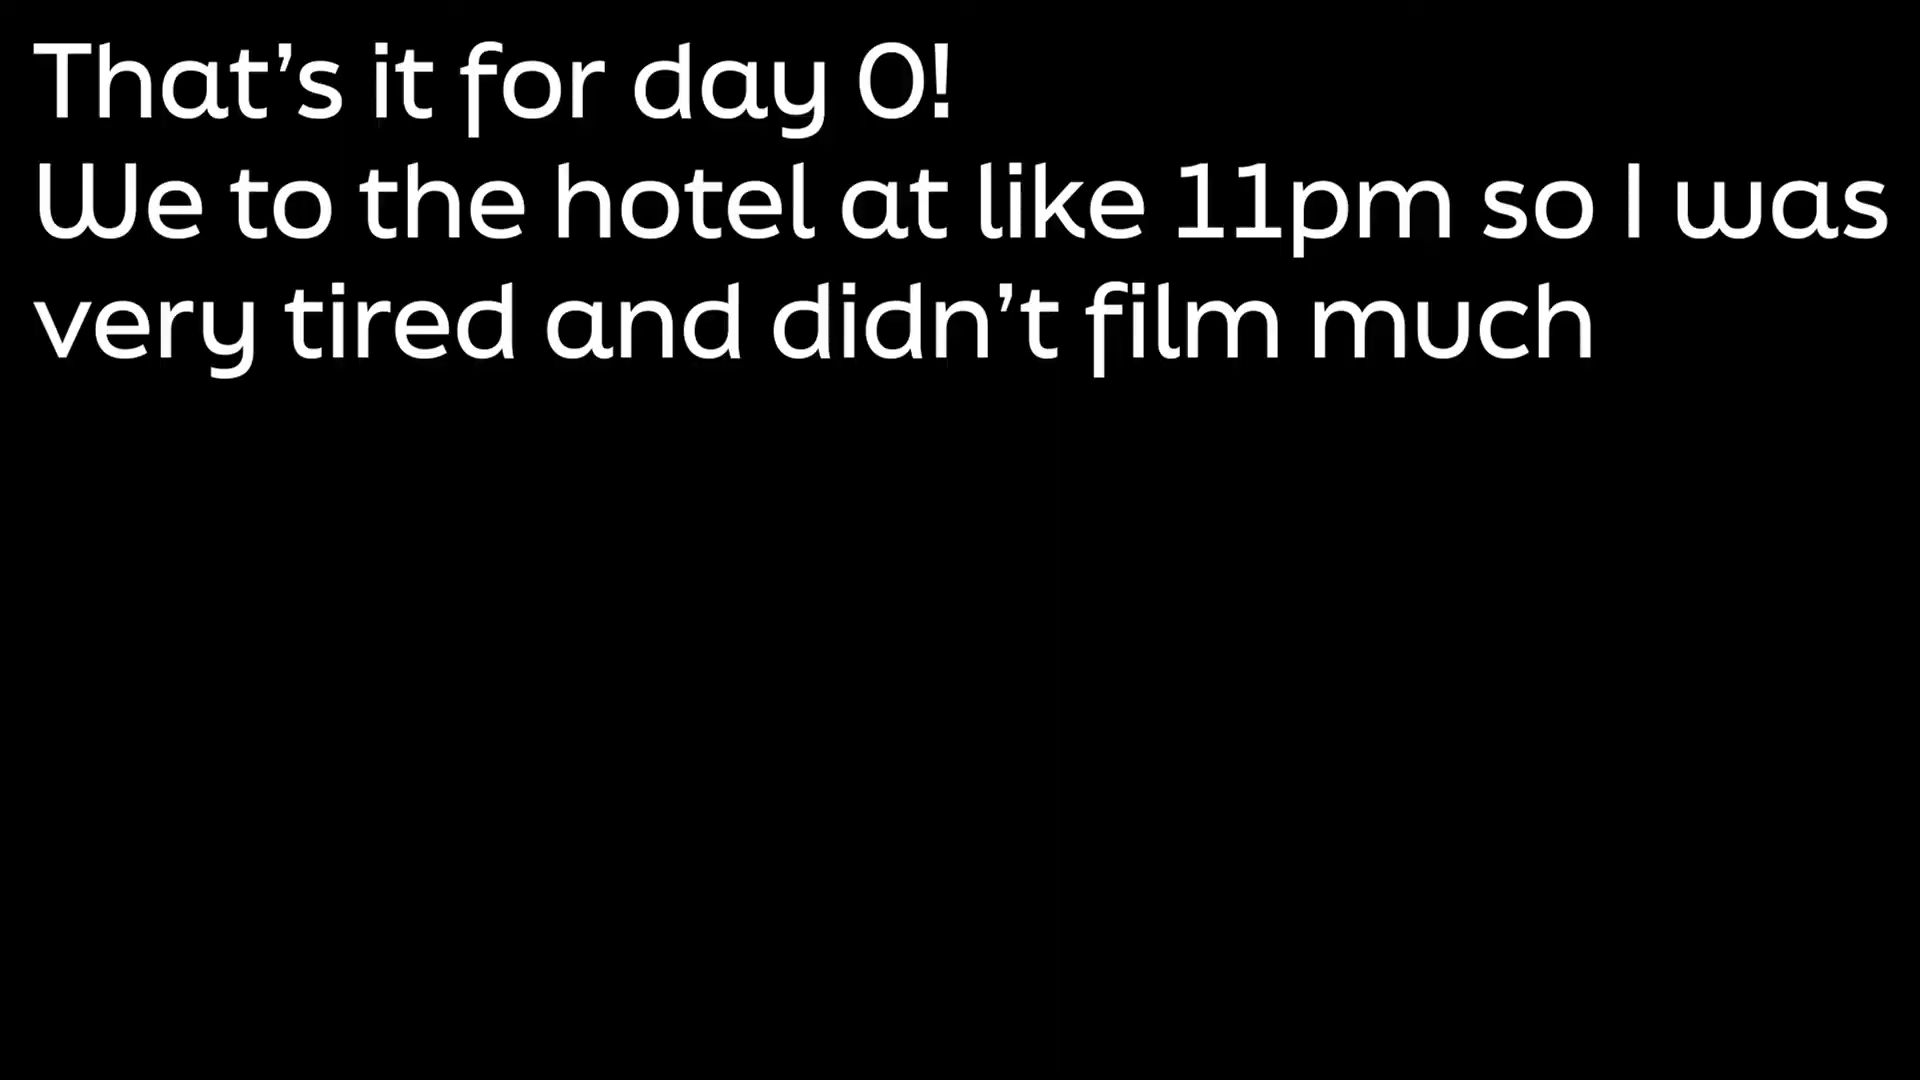 That’s it for day 0!
We to the hotel at like 11pm so I was
very tired and didn’t film much